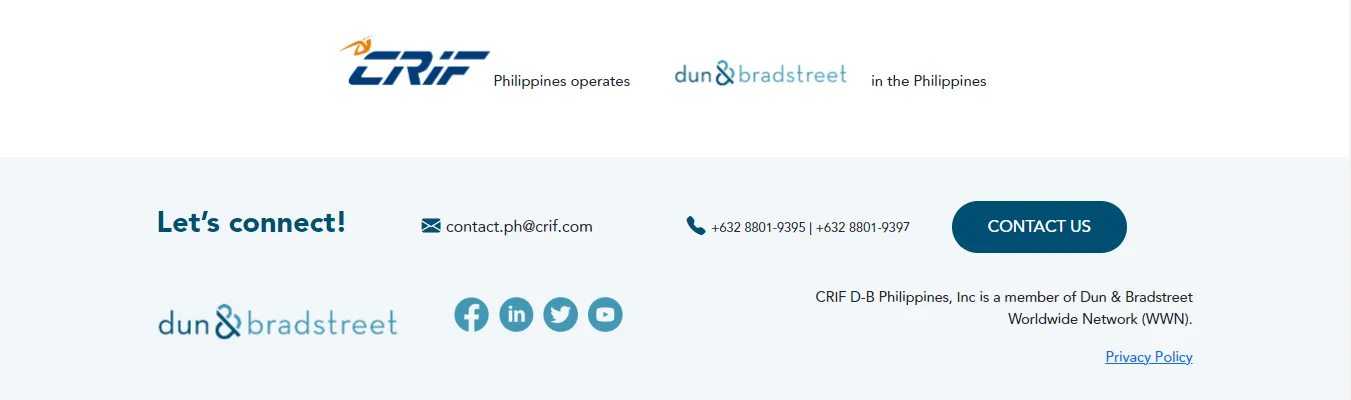 CRIF Philippines operates dun & bradstreet in the Philippines
Let’s connect!
contact.ph@crif.com
+632 8801-9395 | +632 8801-9397
CONTACT US
dun & bradstreet
f
in
CRIF D-B Philippines, Inc is a member of Dun & Bradstreet
Worldwide Network (WWN).
Privacy Policy